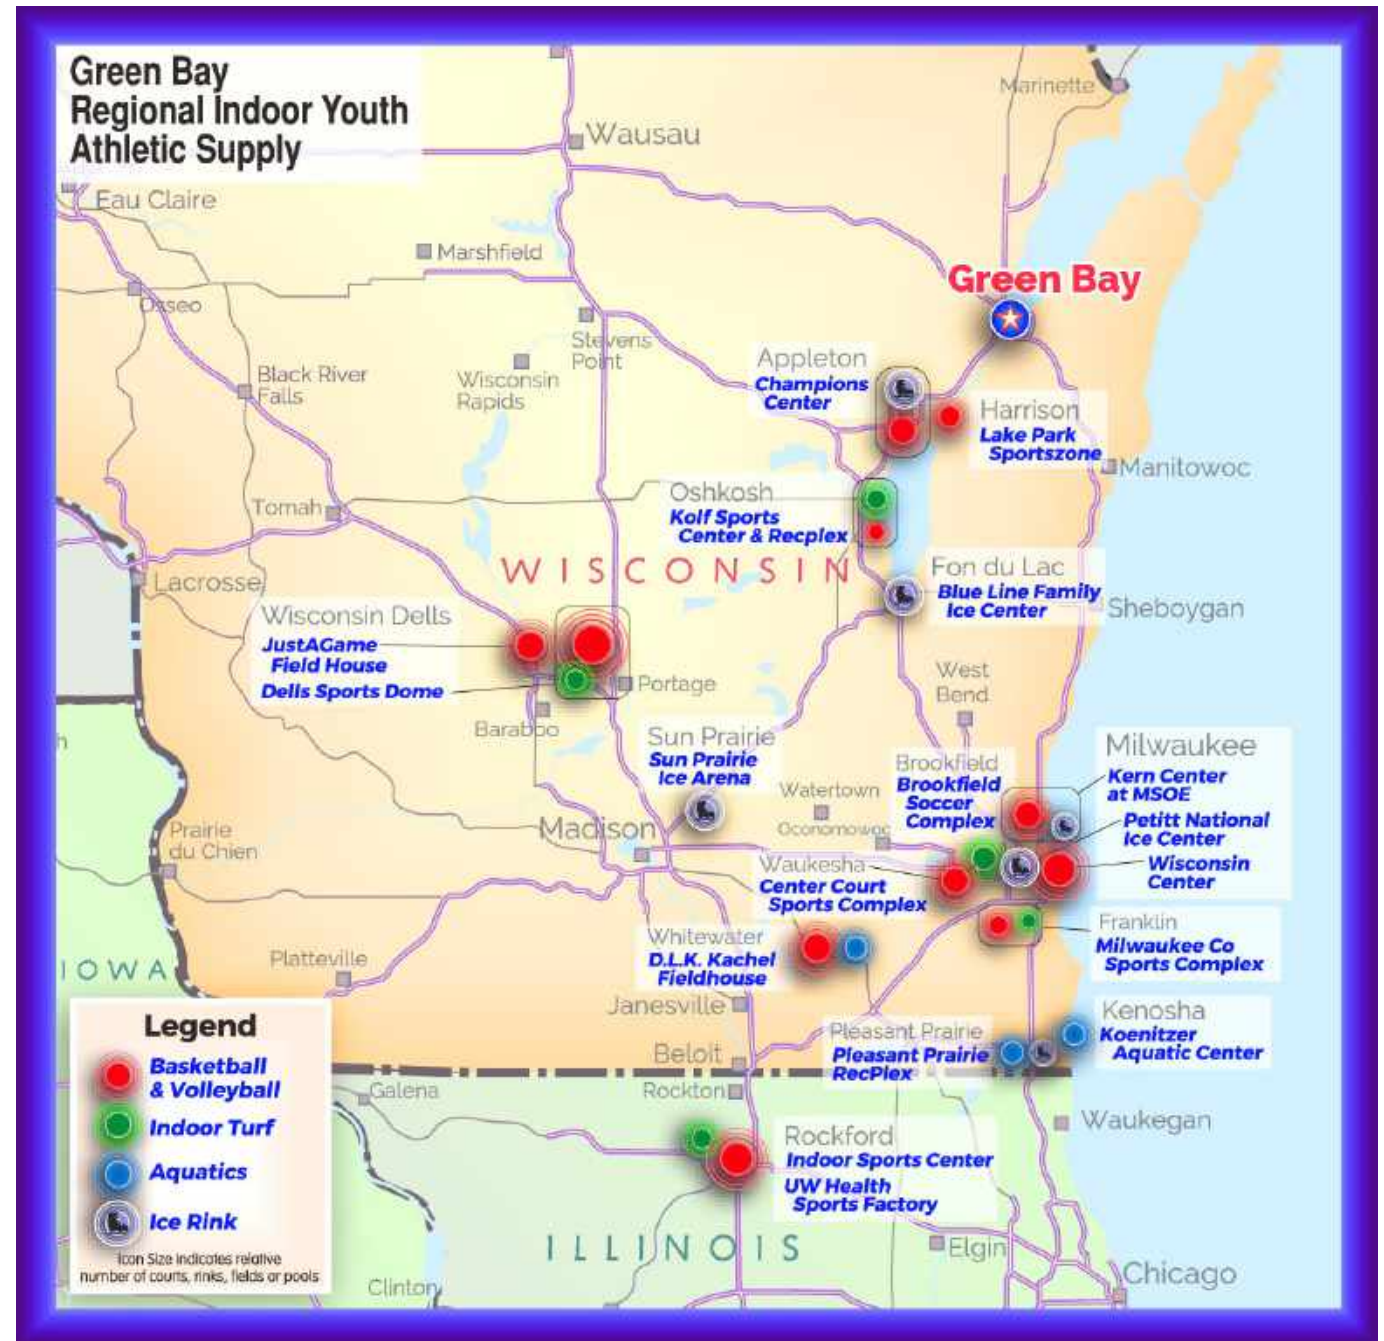 Green Bay
Regional Indoor Youth
Athletic Supply
Marinette
Wausau
Eau Claire
Marshfield
Green Bay
Osseo
Stevens
Point
Appleton
Champions
Center
Black River
Falls
Wisconsin
Rapids
Harrison
Lake Park
Sportszone
Manitowoc
Oshkosh
Kolf Sports
Center & Recplex
Tomah
WISCONSIN
Fon du Lac
Blue Line Family
Ice Center
Lacrosse
Sheboygan
Wisconsin Dells
JustAGame
Field House
Dells Sports Dome
Portage
West
Bend
Baraboo
Sun Prairie
Sun Prairie
Ice Arena
Milwaukee
Kern Center
at MSOE
Petitt National
Ice Center
Wisconsin
Center
Brookfield
Brookfield
Soccer
Complex
Watertown
Oconomowoc
Madison
Prairie
du Chien
Waukesha
Center Court
Sports Complex
Whitewater
D.L.K. Kachel
Fieldhouse
Franklin
Milwaukee Co
Sports Complex
Platteville
IOWA
Janesville
Kenosha
Koenitzer
Aquatic Center
Pleasant Prairie
Pleasant Prairie
RecPlex
Beloit
Rockton
Galena
Waukegan
Rockford
Indoor Sports Center
UW Health
Sports Factory
ILLINOIS
Elgin
Chicago
Clinton
Legend
Basketball
& Volleyball
Indoor Turf
Aquatics
Ice Rink
Icon Size indicates relative
number of courts, rinks, fields or pools